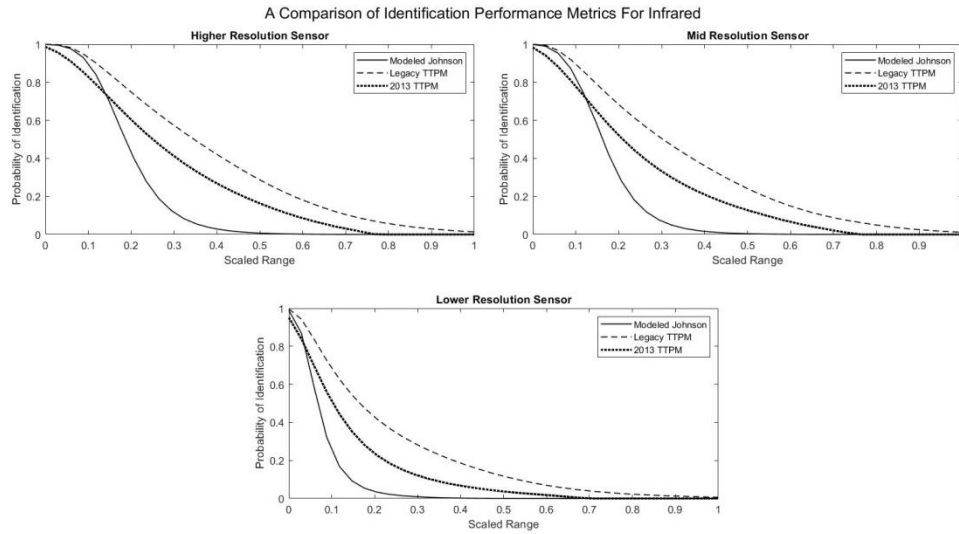 A Comparison of Identification Performance Metrics For Infrared
Higher Resolution Sensor
Probability of Identification
1
0.8
0.6
0.4
0.2
0
Modeled Johnson
Legacy TTPM
2013 TTPM
0 0.1 0.2 0.3 0.4 0.5 0.6 0.7 0.8 0.9 1
Scaled Range
Mid Resolution Sensor
Probability of Identification
1
0.8
0.6
0.4
0.2
0
Modeled Johnson
Legacy TTPM
2013 TTPM
0 0.1 0.2 0.3 0.4 0.5 0.6 0.7 0.8 0.9
Scaled Range
Lower Resolution Sensor
Probability of Identification
1
0.8
0.6
0.4
0.2
0
Modeled Johnson
Legacy TTPM
2013 TTPM
0 0.1 0.2 0.3 0.4 0.5 0.6 0.7 0.8 0.9 1
Scaled Range